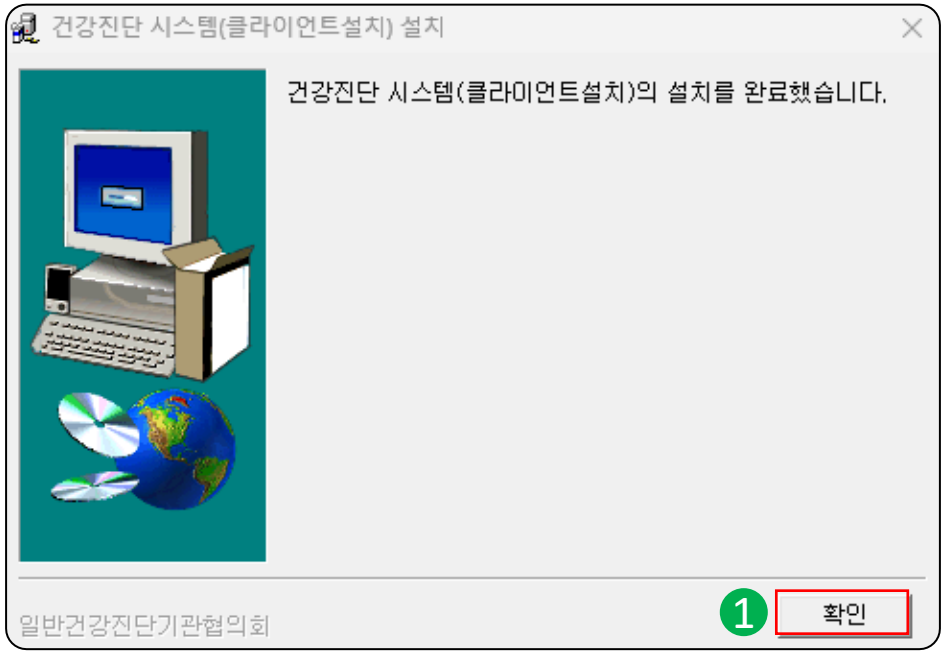 건강진단 시스템(클라이언트설치) 설치
건강진단 시스템(클라이언트설치)의 설치를 완료했습니다.
일반건강진단기관협의회
1 확인